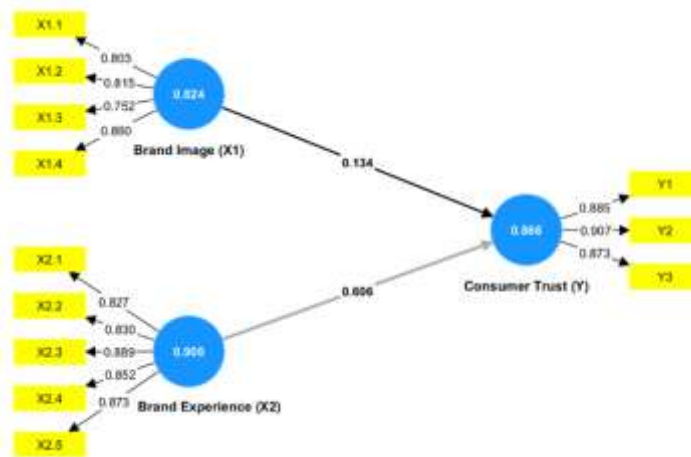 X1.1
0.803
X1.2
0.815
X1.3
0.752
0.880
X1.4
0.824
Brand Image (X1)
0.134
Y1
0.885
0.866
0.907
Y2
0.873
Y3
Consumer Trust (Y)
X2.1
0.827
X2.2
0.830
X2.3
0.889
0.906
X2.4
0.852
0.873
X2.5
Brand Experience (X2)
0.606